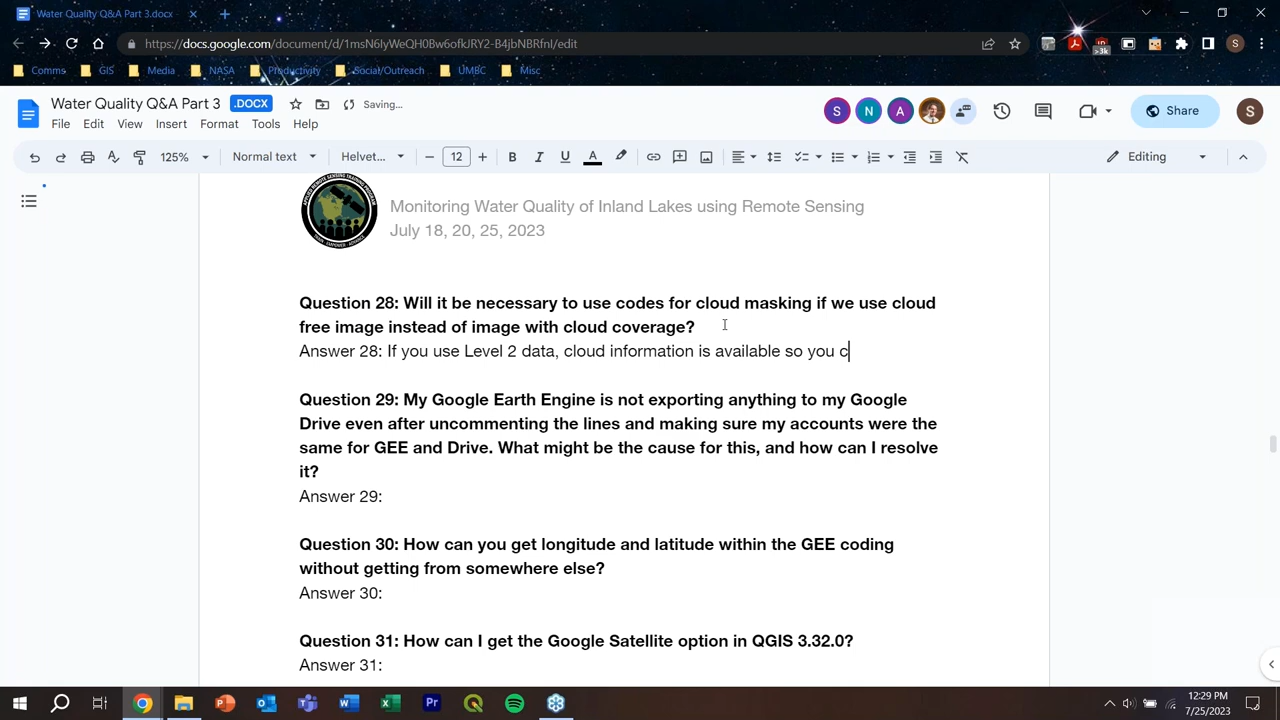 Water Quality Q&A Part 3.docx
https://docs.google.com/document/d/1msN6lyWeQH0Bw6ofkJRY2-B4jbNBRfnI/edit
>3k
S
Comms GIS Media NASA Productivity Social/Outreach UMBC Misc
Water Quality Q&A Part 3 .DOCX Saving...
S N A Share S
File Edit View Insert Format Tools Help
125% Normal text Helvet... 12 B I U A Editing
Monitoring Water Quality of Inland Lakes using Remote Sensing
July 18, 20, 25, 2023
Question 28: Will it be necessary to use codes for cloud masking if we use cloud
free image instead of image with cloud coverage?
Answer 28: If you use Level 2 data, cloud information is available so you c
Question 29: My Google Earth Engine is not exporting anything to my Google
Drive even after uncommenting the lines and making sure my accounts were the
same for GEE and Drive. What might be the cause for this, and how can I resolve
it?
Answer 29:
Question 30: How can you get longitude and latitude within the GEE coding
without getting from somewhere else?
Answer 30:
Question 31: How can I get the Google Satellite option in QGIS 3.32.0?
Answer 31:
12:29 PM
7/25/2023